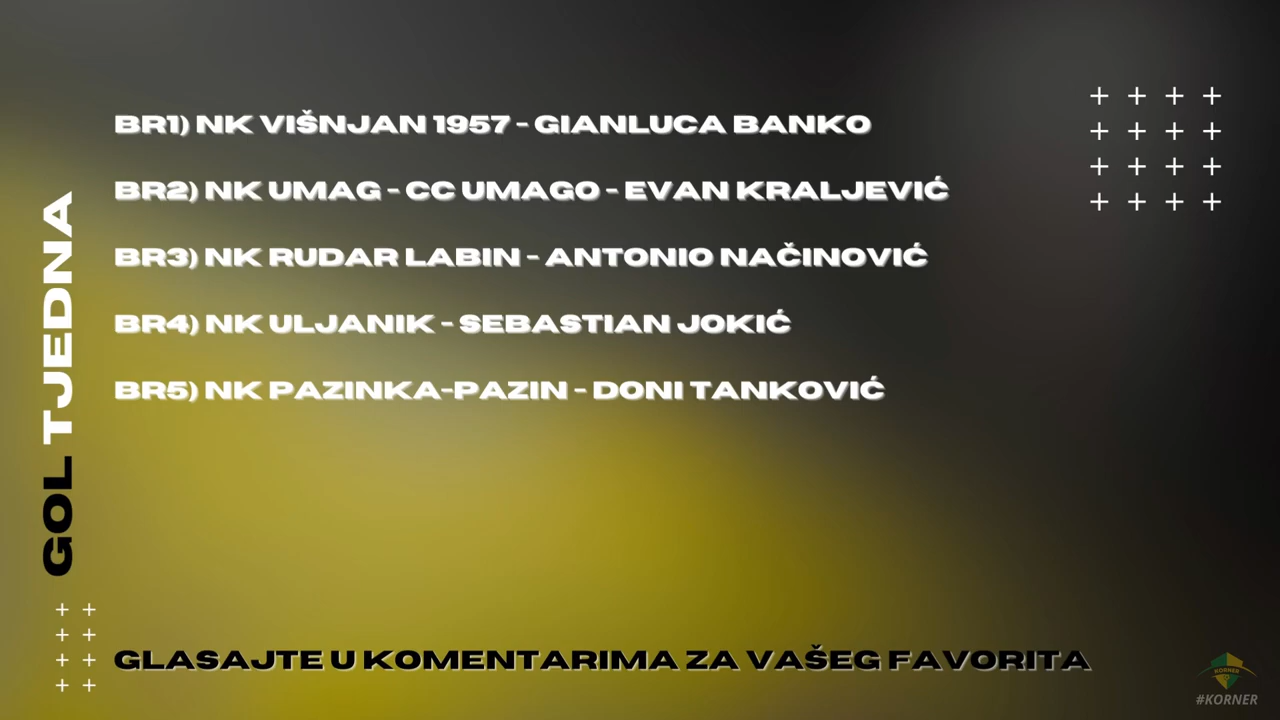 GOL TJEDNA
BR1) NK VIŠNJAN 1957 - GIANLUCA BANKO
BR2) NK UMAG - CC UMAGO - EVAN KRALJEVIĆ
BR3) NK RUDAR LABIN - ANTONIO NAČINOVIĆ
BR4) NK ULJANIK - SEBASTIAN JOKIĆ
BR5) NK PAZINKA-PAZIN - DONI TANKOVIĆ
GLASAJTE U KOMENTARIMA ZA VAŠEG FAVORITA
KORNER
#KORNER